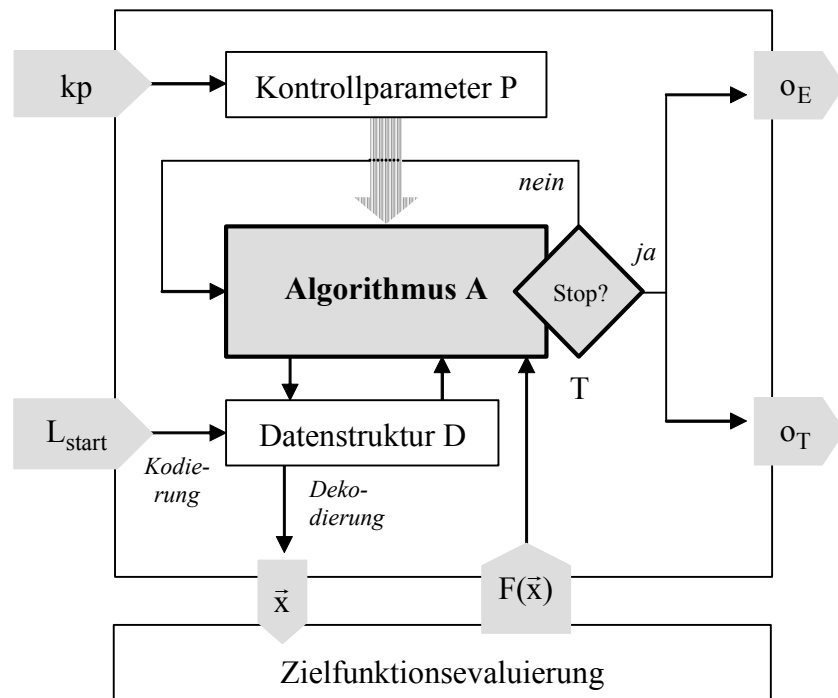 kp
Kontrollparameter P
o_E
nein
ja
Algorithmus A
Stop?
T
L_start
Datenstruktur D
o_T
Kodie-
rung
Deko-
dierung
x⃗
F(x⃗)
Zielfunktionsevaluierung